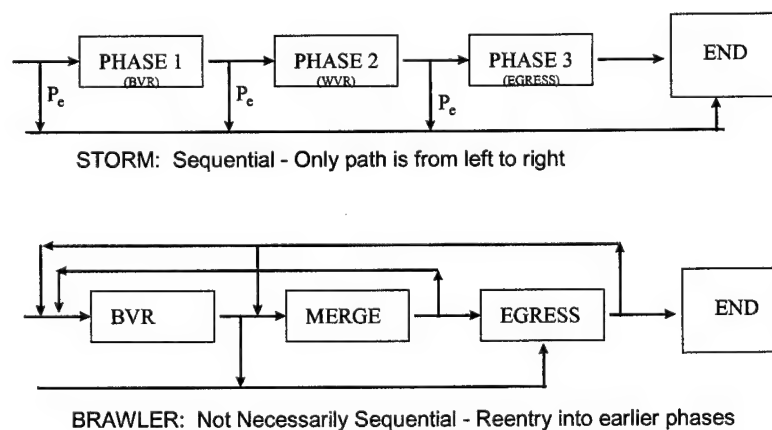 PHASE 1
(BVR)
PHASE 2
(WVR)
PHASE 3
(EGRESS)
END
Pe
Pe
Pe
STORM: Sequential - Only path is from left to right
BVR
MERGE
EGRESS
END
BRAWLER: Not Necessarily Sequential - Reentry into earlier phases